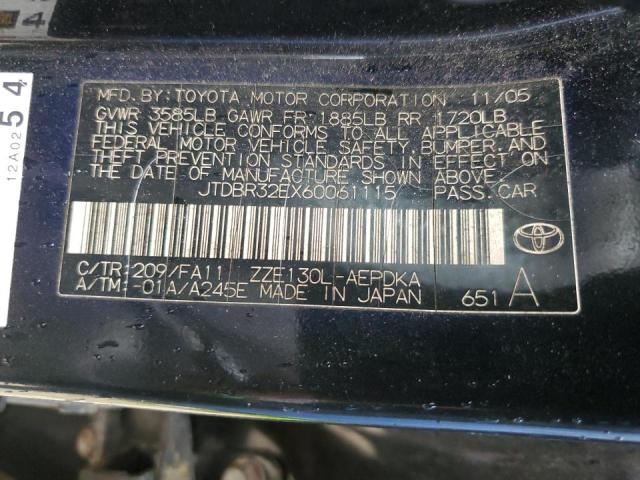 MFD. BY: TOYOTA MOTOR CORPORATION 11/05
GVWR 3585LB GAWR FR 1885LB RR 1720LB
THIS VEHICLE CONFORMS TO ALL APPLICABLE
FEDERAL MOTOR VEHICLE SAFETY, BUMPER, AND
THEFT PREVENTION STANDARDS IN EFFECT ON
THE DATE OF MANUFACTURE SHOWN ABOVE.
JTDBR32EX60061115 PASS. CAR
C/TR: 209/FA11 ZZE130L-AEPDKA
A/TM: -01A/A245E MADE IN JAPAN
651 A
12A0254